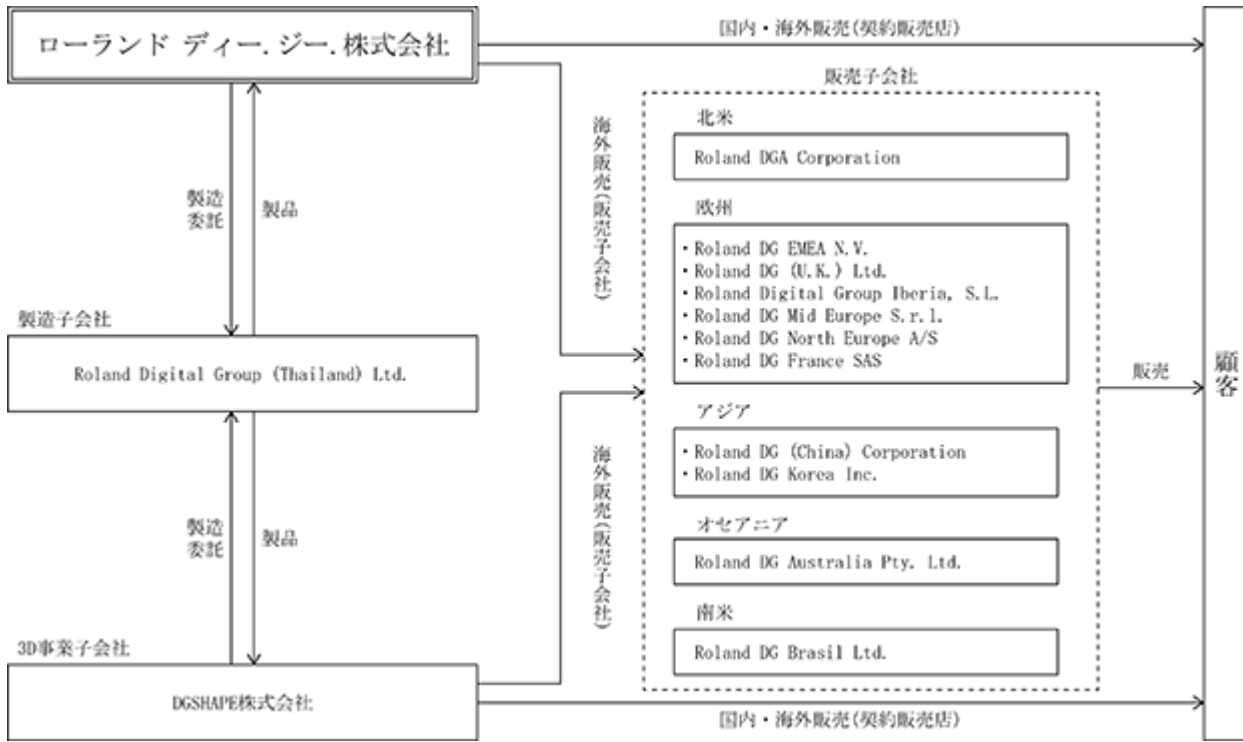 ローランド ディー．ジー．株式会社
国内・海外販売(契約販売店)
販売子会社
北米
Roland DGA Corporation
海外販売(販売子会社)
製造
委託
製品
欧州
・Roland DG EMEA N.V.
・Roland DG (U.K.) Ltd.
・Roland Digital Group Iberia, S.L.
・Roland DG Mid Europe S.r.l.
・Roland DG North Europe A/S
・Roland DG France SAS
製造子会社
Roland Digital Group (Thailand) Ltd.
販売
顧客
アジア
・Roland DG (China) Corporation
・Roland DG Korea Inc.
海外販売(販売子会社)
製造
委託
製品
オセアニア
Roland DG Australia Pty. Ltd.
南米
Roland DG Brasil Ltd.
3D事業子会社
DGSHAPE株式会社
国内・海外販売(契約販売店)